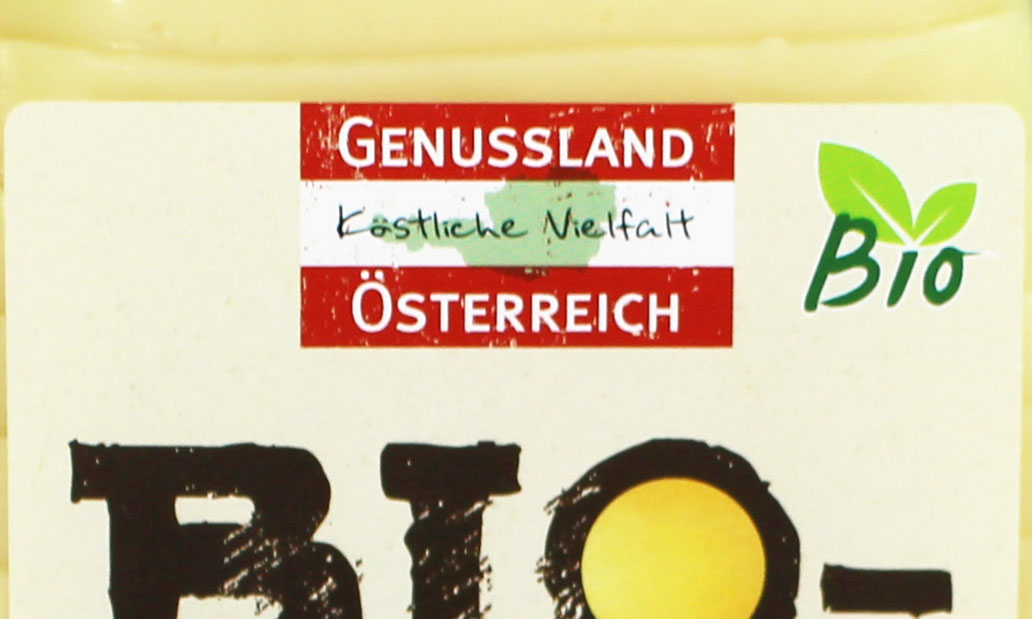 GENUSSLAND
Köstliche Vielfalt
ÖSTERREICH
Bio
BIO-